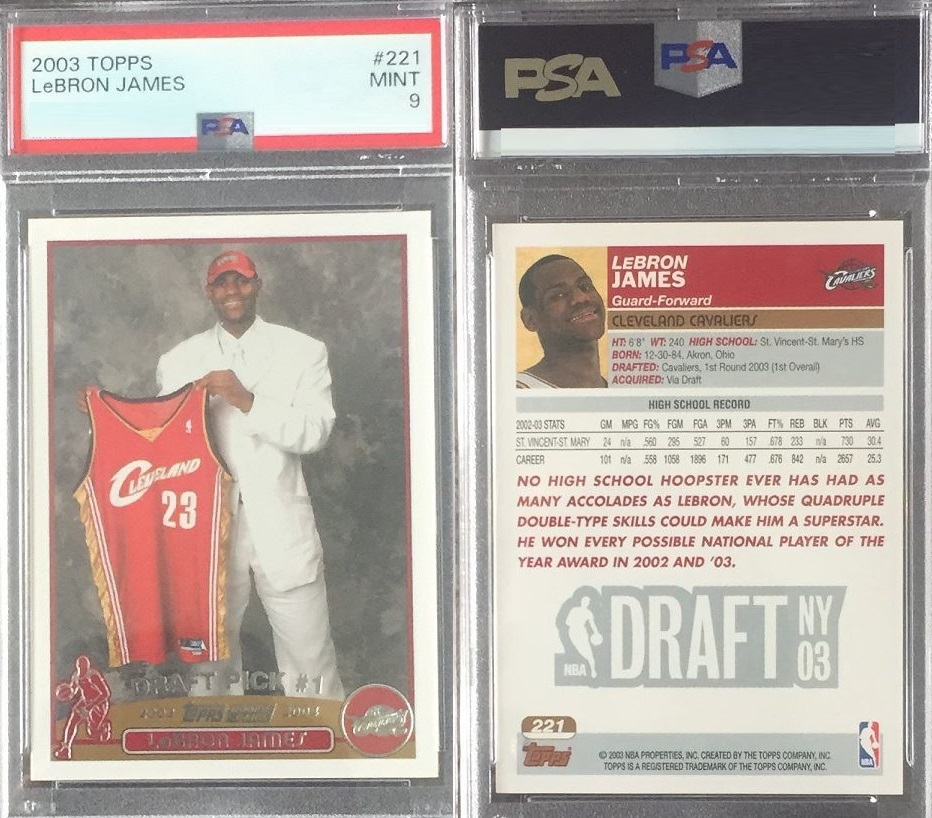 2003 TOPPS #221
LeBRON JAMES MINT
9
PSA
PSA PSA
CLEVELAND
23
DRAFT PICK #1
TOPPS 2003
LeBRON JAMES
CAVALIERS
LeBRON
JAMES
Guard-Forward
CAVALIERS
CLEVELAND CAVALIERS
HT: 6'8" WT: 240 HIGH SCHOOL: St. Vincent-St. Mary's HS
BORN: 12-30-84, Akron, Ohio
DRAFTED: Cavaliers, 1st Round 2003 (1st Overall)
ACQUIRED: Via Draft
HIGH SCHOOL RECORD
2002-03 STATS GM MPG FG% FGM FGA 3PM 3PA FT% REB BLK PTS AVG
ST. VINCENT-ST. MARY 24 n/a .560 295 527 60 157 .678 233 n/a 730 30.4
CAREER 101 n/a .558 1058 1896 171 477 .676 842 n/a 2657 25.3
NO HIGH SCHOOL HOOPSTER EVER HAS HAD AS
MANY ACCOLADES AS LEBRON, WHOSE QUADRUPLE
DOUBLE-TYPE SKILLS COULD MAKE HIM A SUPERSTAR.
HE WON EVERY POSSIBLE NATIONAL PLAYER OF THE
YEAR AWARD IN 2002 AND '03.
NBA DRAFT NY
03
221
Topps
© 2003 NBA PROPERTIES, INC. CREATED BY THE TOPPS COMPANY, INC.
TOPPS IS A REGISTERED TRADEMARK OF THE TOPPS COMPANY, INC.
NBA